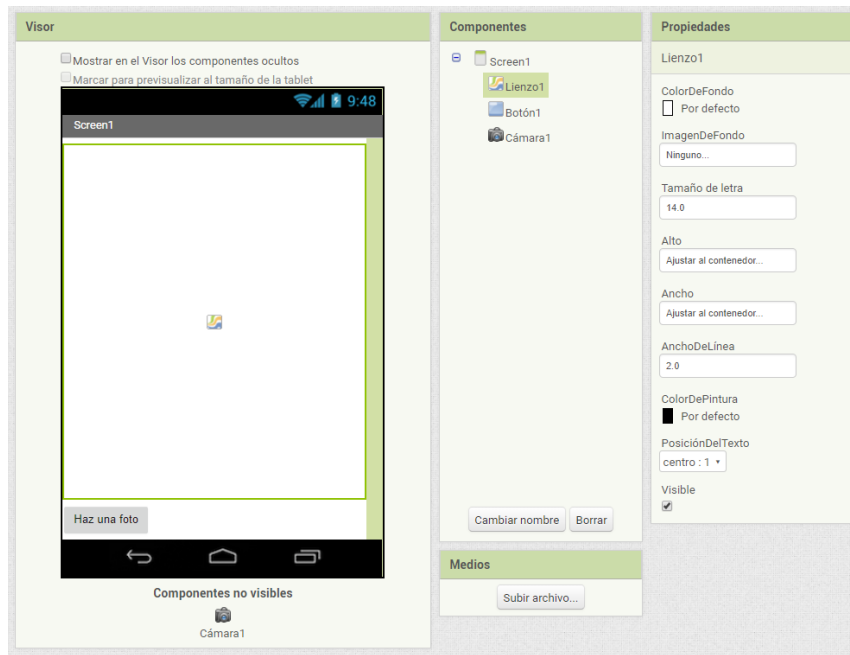 Visor
Mostrar en el Visor los componentes ocultos
Marcar para previsualizar al tamaño de la tablet
9:48
Screen1
Haz una foto
Componentes no visibles
Cámara1
Componentes
Screen1
Lienzo1
Botón1
Cámara1
Cambiar nombre Borrar
Medios
Subir archivo...
Propiedades
Lienzo1
ColorDeFondo
Por defecto
ImagenDeFondo
Ninguno...
Tamaño de letra
14.0
Alto
Ajustar al contenedor...
Ancho
Ajustar al contenedor...
AnchoDeLínea
2.0
ColorDePintura
Por defecto
PosiciónDelTexto
centro : 1
Visible